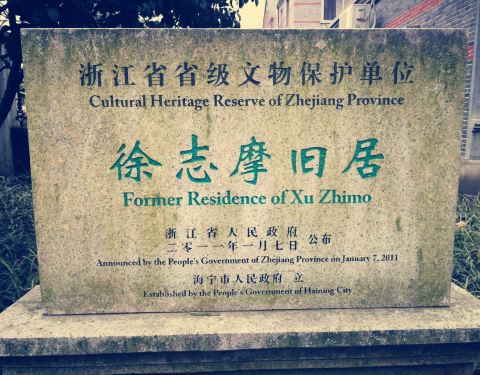 浙江省省级文物保护单位
Cultural Heritage Reserve of Zhejiang Province
徐志摩旧居
Former Residence of Xu Zhimo
浙江省人民政府
二零一一年一月七日 公布
Announced by the People's Government of Zhejiang Province on January 7, 2011
海宁市人民政府 立
Established by the People's Government of Haining City